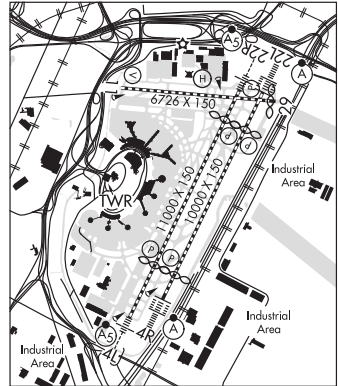 A5
22R
22L
A
H
V
11
6726 X 150
29
P
P
11000 X 150
10000 X 150
Industrial
Area
TWR
P
P
Industrial
Area
A5
4L
4R
A
Industrial
Area